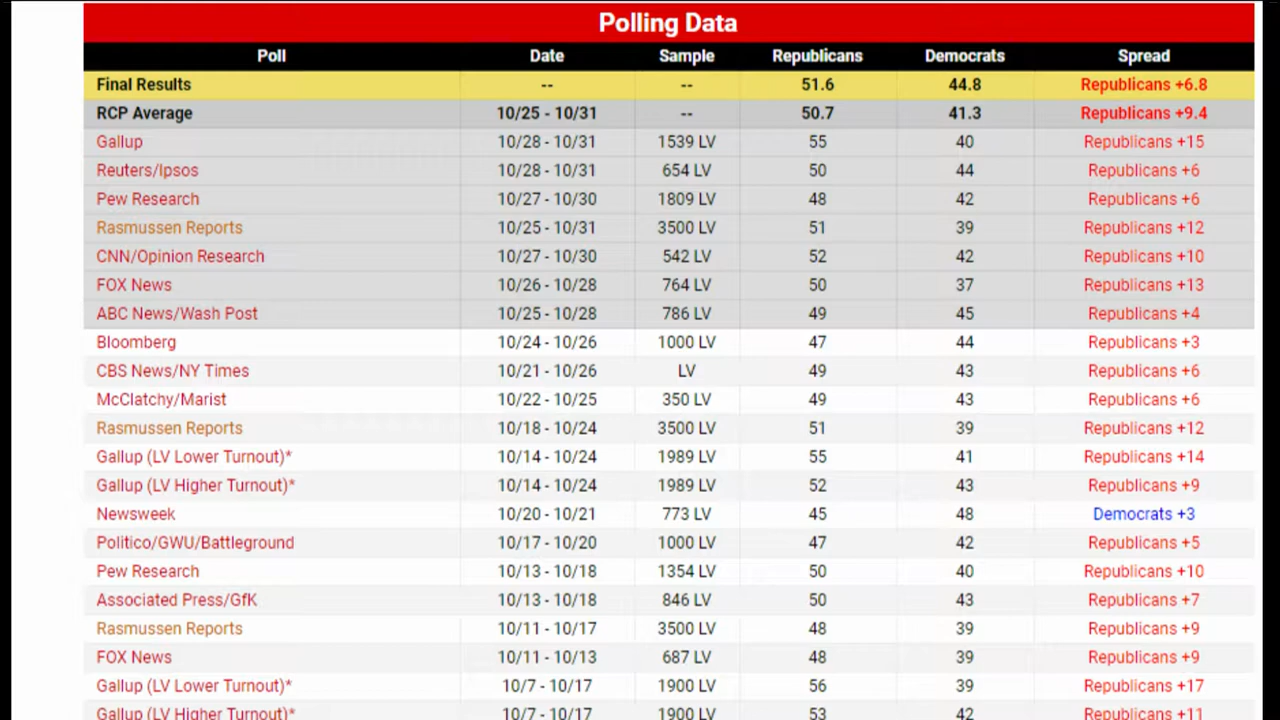 Polling Data
Poll Date Sample Republicans Democrats Spread
Final Results -- -- 51.6 44.8 Republicans +6.8
RCP Average 10/25 - 10/31 -- 50.7 41.3 Republicans +9.4
Gallup 10/28 - 10/31 1539 LV 55 40 Republicans +15
Reuters/Ipsos 10/28 - 10/31 654 LV 50 44 Republicans +6
Pew Research 10/27 - 10/30 1809 LV 48 42 Republicans +6
Rasmussen Reports 10/25 - 10/31 3500 LV 51 39 Republicans +12
CNN/Opinion Research 10/27 - 10/30 542 LV 52 42 Republicans +10
FOX News 10/26 - 10/28 764 LV 50 37 Republicans +13
ABC News/Wash Post 10/25 - 10/28 786 LV 49 45 Republicans +4
Bloomberg 10/24 - 10/26 1000 LV 47 44 Republicans +3
CBS News/NY Times 10/21 - 10/26 LV 49 43 Republicans +6
McClatchy/Marist 10/22 - 10/25 350 LV 49 43 Republicans +6
Rasmussen Reports 10/18 - 10/24 3500 LV 51 39 Republicans +12
Gallup (LV Lower Turnout)* 10/14 - 10/24 1989 LV 55 41 Republicans +14
Gallup (LV Higher Turnout)* 10/14 - 10/24 1989 LV 52 43 Republicans +9
Newsweek 10/20 - 10/21 773 LV 45 48 Democrats +3
Politico/GWU/Battleground 10/17 - 10/20 1000 LV 47 42 Republicans +5
Pew Research 10/13 - 10/18 1354 LV 50 40 Republicans +10
Associated Press/GfK 10/13 - 10/18 846 LV 50 43 Republicans +7
Rasmussen Reports 10/11 - 10/17 3500 LV 48 39 Republicans +9
FOX News 10/11 - 10/13 687 LV 48 39 Republicans +9
Gallup (LV Lower Turnout)* 10/7 - 10/17 1900 LV 56 39 Republicans +17
Gallup (LV Higher Turnout)* 10/7 - 10/17 1900 LV 53 42 Republicans +11